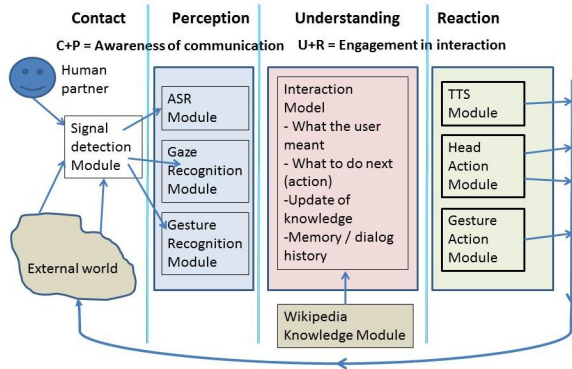 Contact
Perception
Understanding
Reaction
C+P = Awareness of communication
U+R = Engagement in interaction
Human
partner
Signal
detection
Module
External world
ASR
Module
Gaze
Recognition
Module
Gesture
Recognition
Module
Interaction
Model
- What the user
meant
- What to do next
(action)
-Update of
knowledge
-Memory / dialog
history
Wikipedia
Knowledge Module
TTS
Module
Head
Action
Module
Gesture
Action
Module